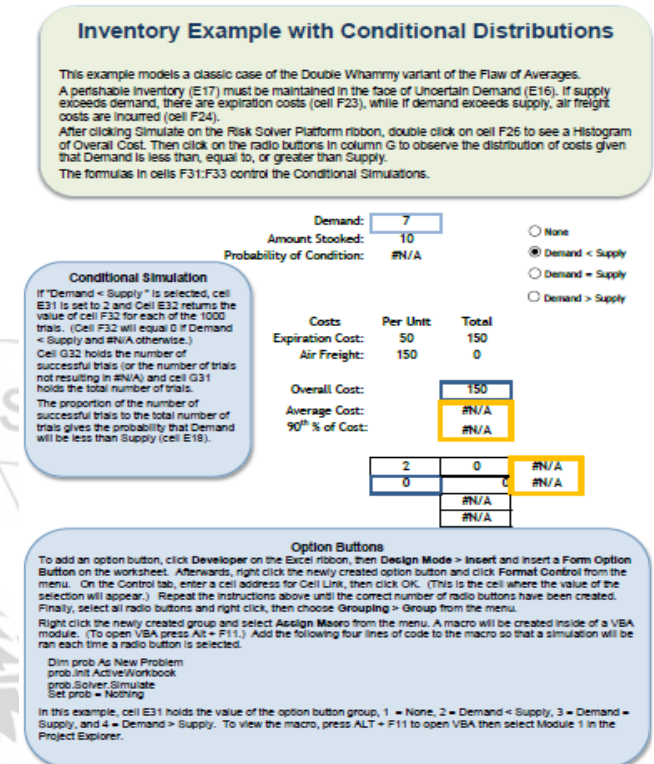 Inventory Example with Conditional Distributions
This example models a classic case of the Double Whammy variant of the Flaw of Averages.
A perishable inventory (E17) must be maintained in the face of Uncertain Demand (E16). If supply
exceeds demand, there are expiration costs (cell F23), while if demand exceeds supply, air freight
costs are incurred (cell F24).
After clicking Simulate on the Risk Solver Platform ribbon, double click on cell F26 to see a Histogram
of Overall Cost. Then click on the radio buttons in column G to observe the distribution of costs given
that Demand is less than, equal to, or greater than Supply.
The formulas in cells F31:F33 control the Conditional Simulations.
Demand: 7
Amount Stocked: 10
Probability of Condition: #N/A
None
Demand < Supply
Demand = Supply
Demand > Supply
Conditional Simulation
If "Demand < Supply " is selected, cell
E31 is set to 2 and Cell E32 returns the
value of cell F32 for each of the 1000
trials. (Cell F32 will equal 0 if Demand
< Supply and #N/A otherwise.)
Cell G32 holds the number of
successful trials (or the number of trials
not resulting in #N/A) and cell G31
holds the total number of trials.
The proportion of the number of
successful trials to the total number of
trials gives the probability that Demand
will be less than Supply (cell E18).
Costs Per Unit Total
Expiration Cost: 50 150
Air Freight: 150 0
Overall Cost: 150
Average Cost: #N/A
90th % of Cost: #N/A
2 0 #N/A
0 0 #N/A
#N/A
#N/A
Option Buttons
To add an option button, click Developer on the Excel ribbon, then Design Mode > Insert and insert a Form Option
Button on the worksheet. Afterwards, right click the newly created option button and click Format Control from the
menu. On the Control tab, enter a cell address for Cell Link, then click OK. (This is the cell where the value of the
selection will appear.) Repeat the instructions above until the correct number of radio buttons have been created.
Finally, select all radio buttons and right click, then choose Grouping > Group from the menu.
Right click the newly created group and select Assign Macro from the menu. A macro will be created inside of a VBA
module. (To open VBA press Alt + F11.) Add the following four lines of code to the macro so that a simulation will be
ran each time a radio button is selected.
Dim prob As New Problem
prob.Init ActiveWorkbook
prob.Solver.Simulate
Set prob = Nothing
In this example, cell E31 holds the value of the option button group, 1 = None, 2 = Demand < Supply, 3 = Demand =
Supply, and 4 = Demand > Supply. To view the macro, press ALT + F11 to open VBA then select Module 1 in the
Project Explorer.